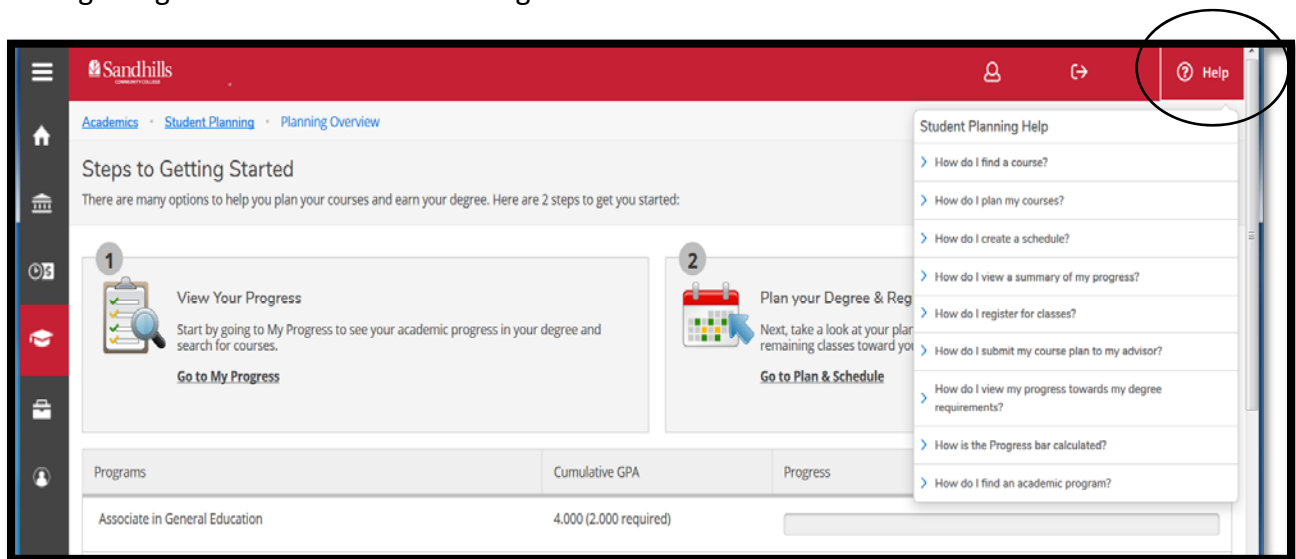 Sandhills
COMMUNITY COLLEGE
Help
Academics · Student Planning · Planning Overview
Steps to Getting Started
There are many options to help you plan your courses and earn your degree. Here are 2 steps to get you started:
1
View Your Progress
Start by going to My Progress to see your academic progress in your degree and
search for courses.
Go to My Progress
2
Plan your Degree & Reg
Next, take a look at your plan
remaining classes toward you
Go to Plan & Schedule
Student Planning Help
How do I find a course?
How do I plan my courses?
How do I create a schedule?
How do I view a summary of my progress?
How do I register for classes?
How do I submit my course plan to my advisor?
How do I view my progress towards my degree
requirements?
How is the Progress bar calculated?
How do I find an academic program?
Programs Cumulative GPA Progress
Associate in General Education 4.000 (2.000 required)